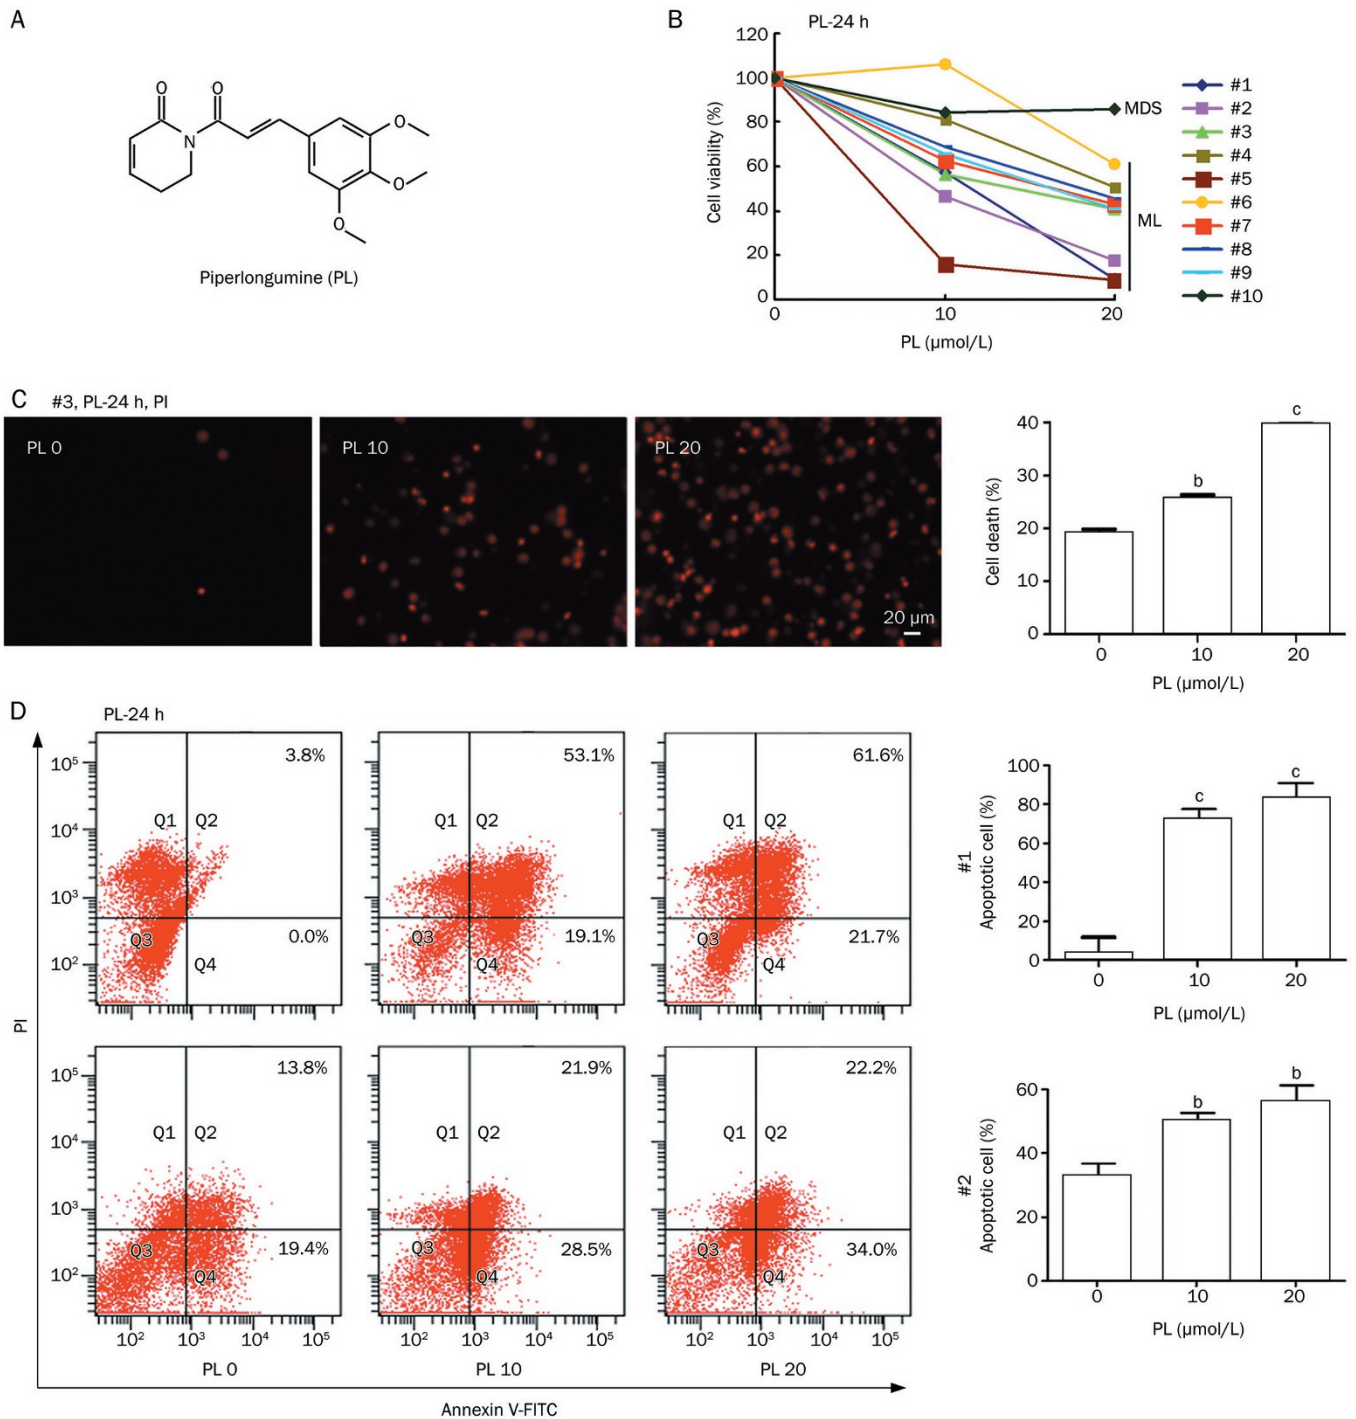 A
O
O
N
O
O
O
Piperlongumine (PL)
B
PL-24 h
120
100
80
60
40
20
0
Cell viability (%)
0
10
20
PL (µmol/L)
MDS
ML
#1
#2
#3
#4
#5
#6
#7
#8
#9
#10
C
#3, PL-24 h, PI
PL 0
PL 10
PL 20
20 µm
40
30
20
10
0
Cell death (%)
b
c
0
10
20
PL (µmol/L)
D
PL-24 h
PI
10⁵
10⁴
10³
10²
3.8%
Q1
Q2
Q3
0.0%
Q4
53.1%
Q1
Q2
Q3
19.1%
Q4
61.6%
Q1
Q2
Q3
21.7%
Q4
100
80
60
40
20
0
#1
Apoptotic cell (%)
c
c
0
10
20
PL (µmol/L)
10⁵
10⁴
10³
10²
13.8%
Q1
Q2
Q3
19.4%
Q4
21.9%
Q1
Q2
Q3
28.5%
Q4
22.2%
Q1
Q2
Q3
34.0%
Q4
10² 10³ 10⁴ 10⁵
10² 10³ 10⁴ 10⁵
10² 10³ 10⁴ 10⁵
PL 0
PL 10
PL 20
Annexin V-FITC
60
40
20
0
#2
Apoptotic cell (%)
b
b
0
10
20
PL (µmol/L)